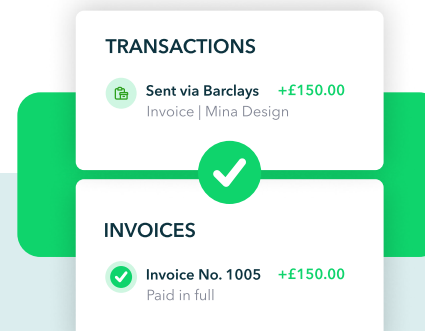 TRANSACTIONS
Sent via Barclays +£150.00
Invoice | Mina Design
INVOICES
Invoice No. 1005 +£150.00
Paid in full